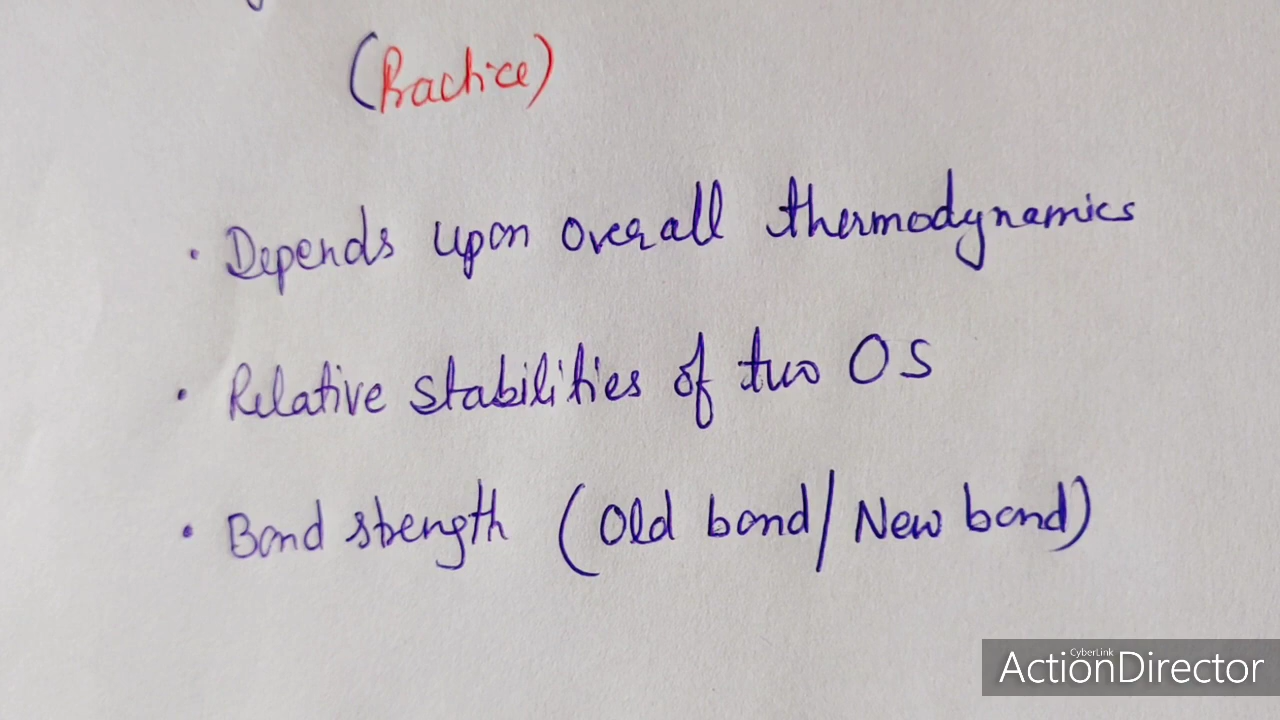 (Practice)
· Depends upon overall thermodynamics
· Relative stabilities of two OS
· Bond strength (Old bond/New bond)
CyberLink
ActionDirector